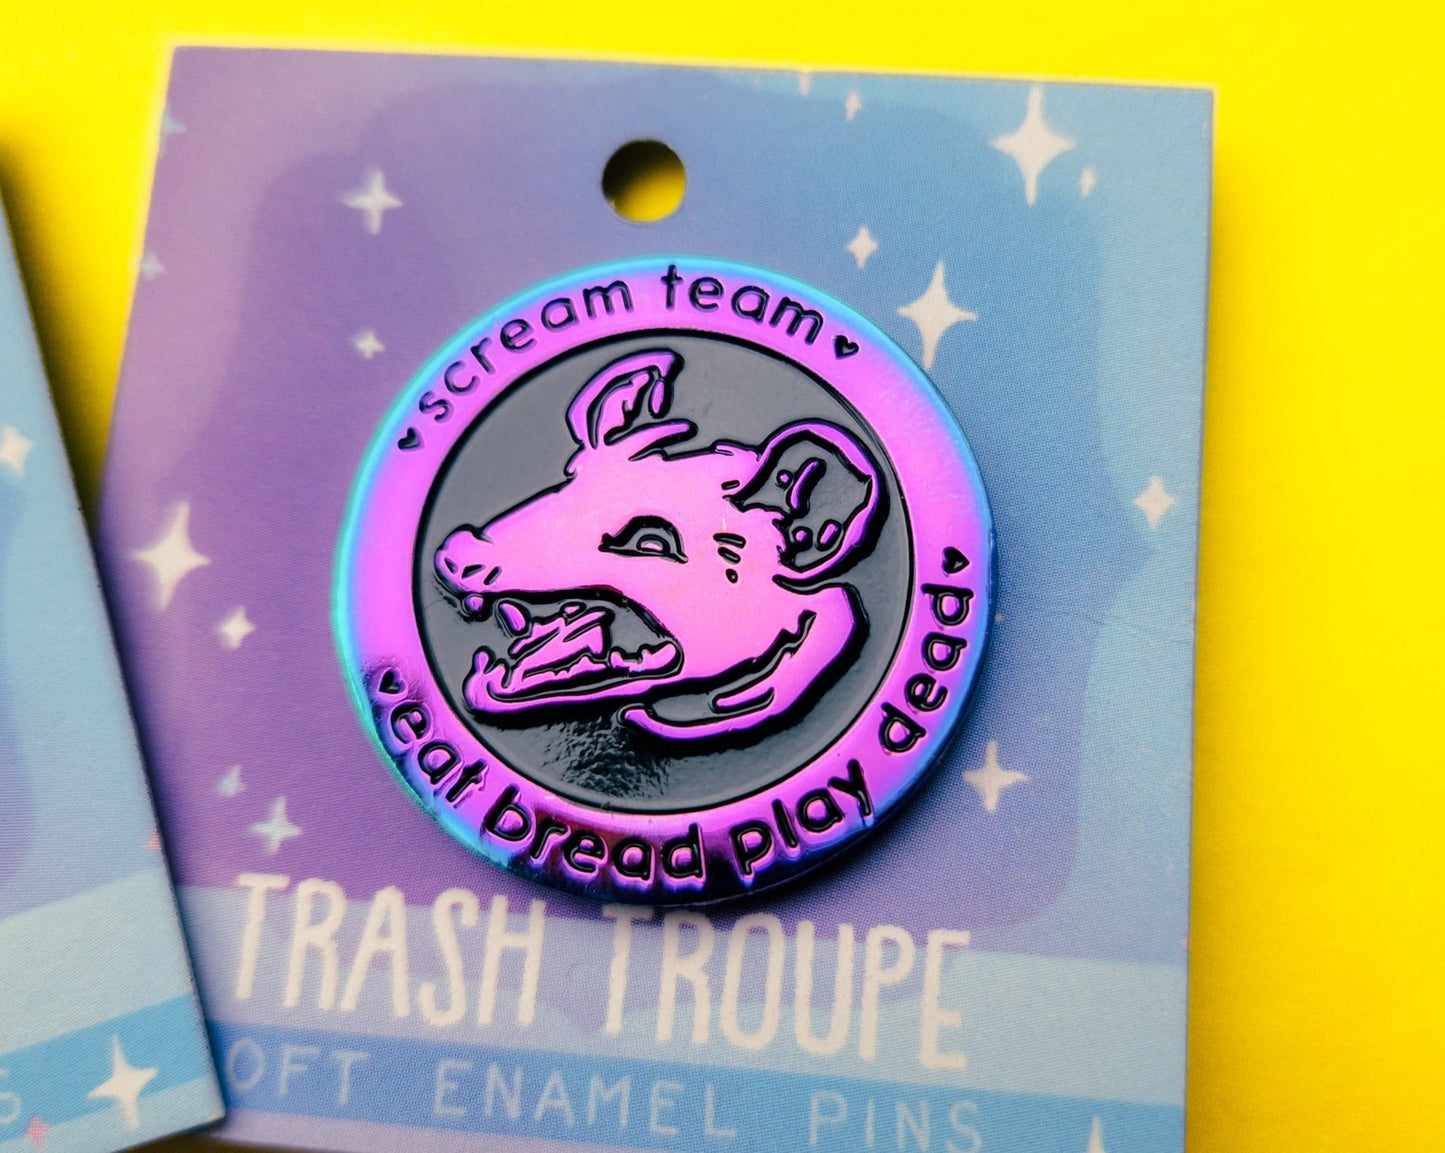 ♥scream team♥
♥eat bread play dead♥
TRASH TROUPE
OFT ENAMEL PINS
S